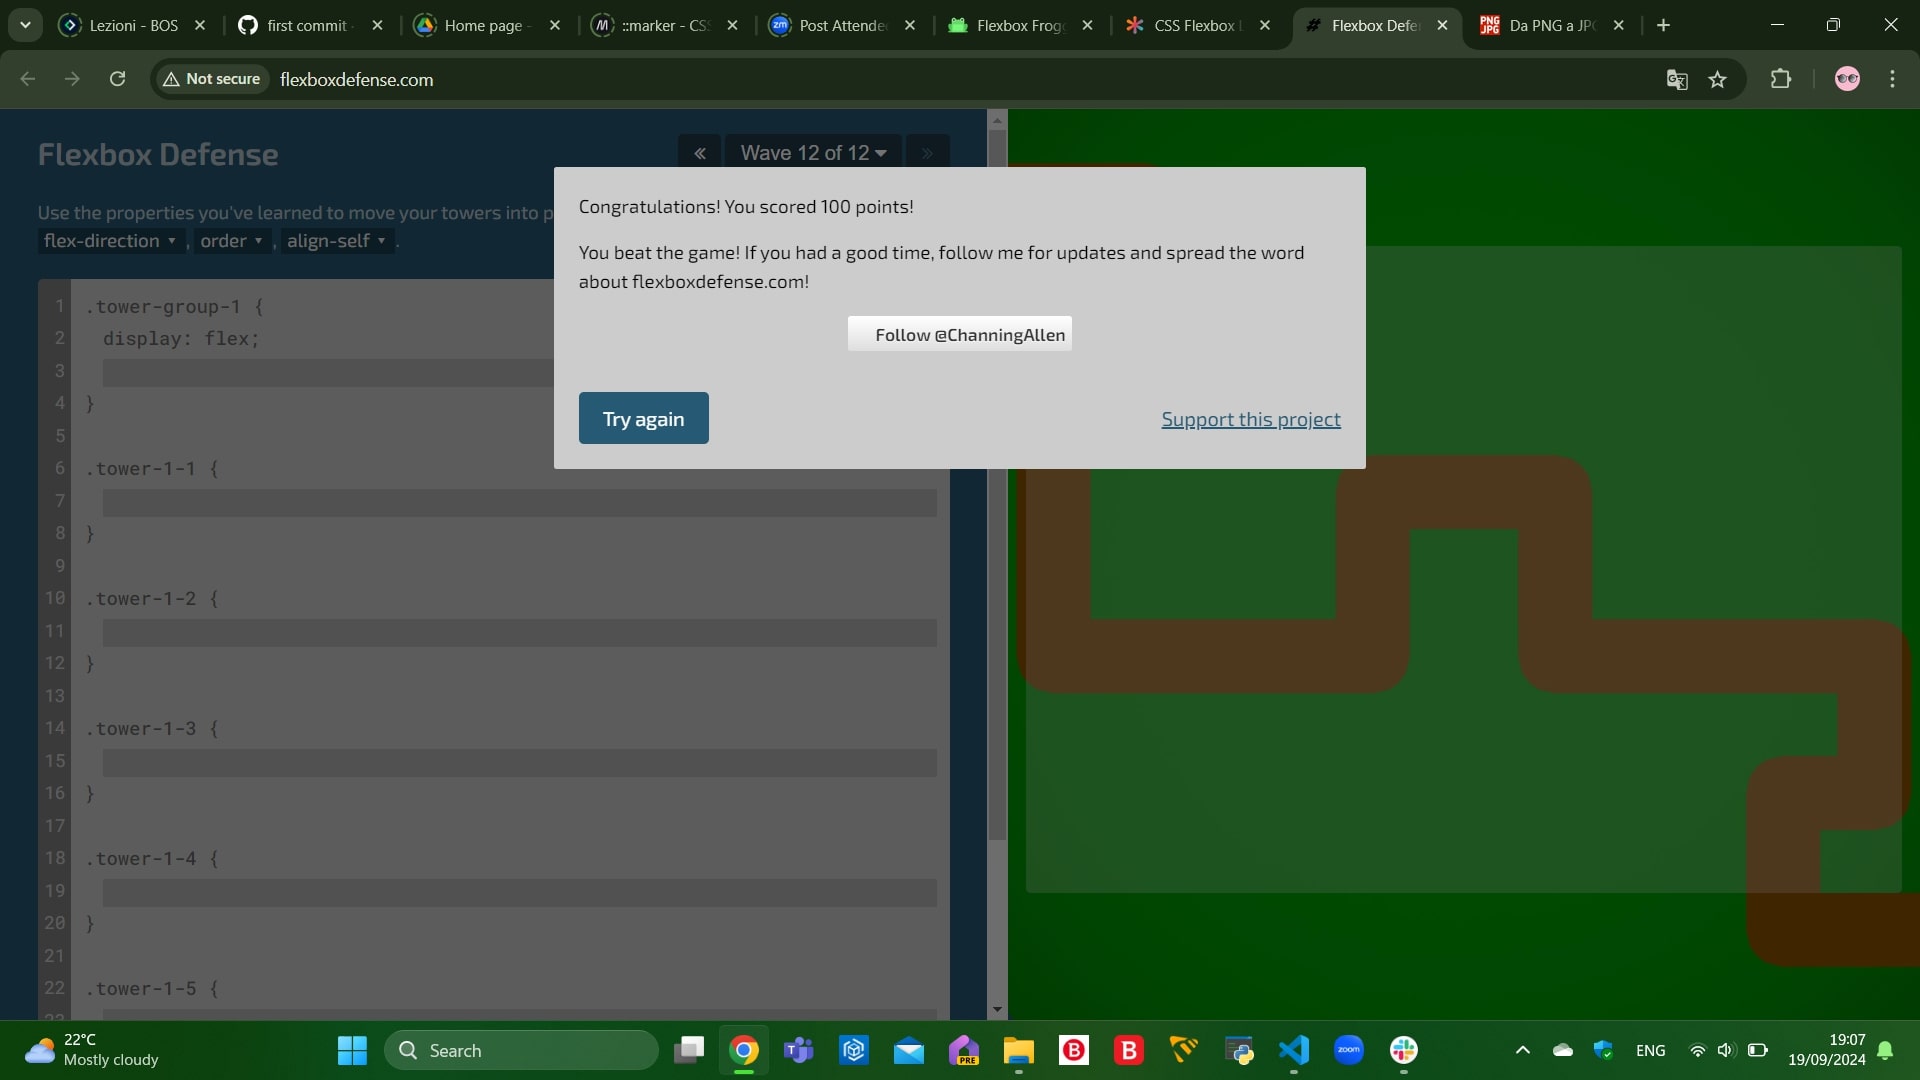 Lezioni - BOS
first commit
Home page -
::marker - CSS
Post Attende
Flexbox Frog
CSS Flexbox
Flexbox Defe
Da PNG a JP
Not secure
flexboxdefense.com
Flexbox Defense
«
Wave 12 of 12
»
Use the properties you've learned to move your towers into p
flex-direction ▾ , order ▾ , align-self ▾ .
Congratulations! You scored 100 points!
You beat the game! If you had a good time, follow me for updates and spread the word
about flexboxdefense.com!
Follow @ChanningAllen
Try again
Support this project
1 .tower-group-1 {
2 display: flex;
3
4 }
5
6 .tower-1-1 {
7
8 }
9
10 .tower-1-2 {
11
12 }
13
14 .tower-1-3 {
15
16 }
17
18 .tower-1-4 {
19
20 }
21
22 .tower-1-5 {
23
22°C
Mostly cloudy
Search
PRE
zoom
ENG
19:07
19/09/2024